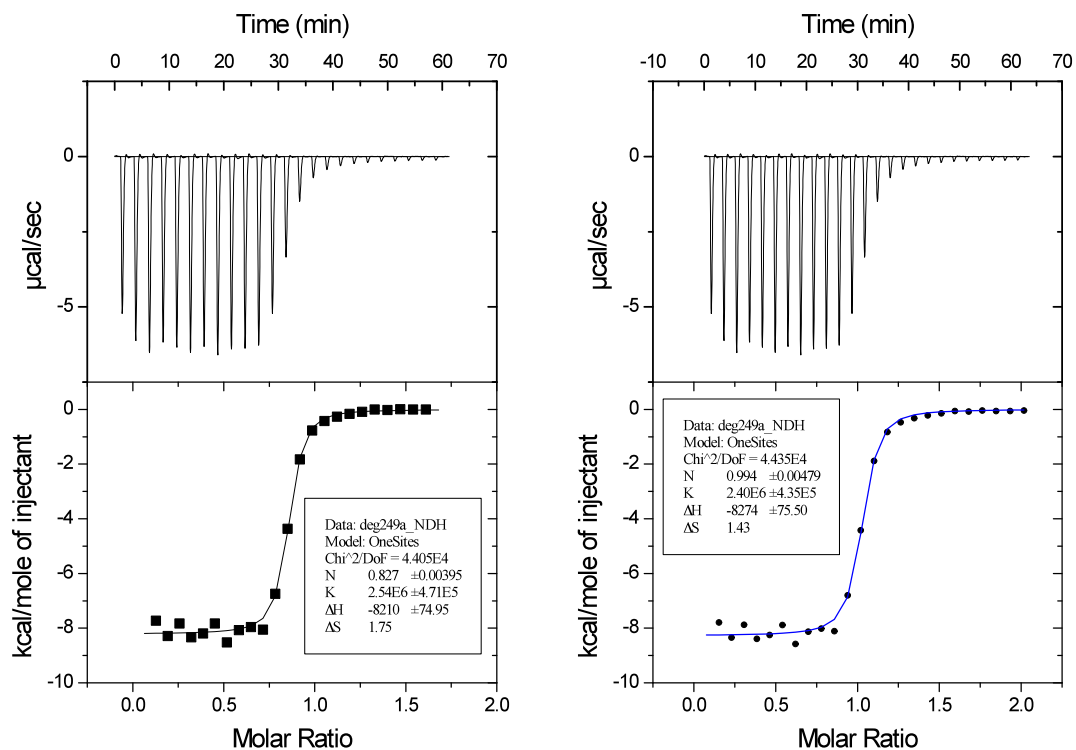 Time (min)
0 10 20 30 40 50 60 70
0
-5
µcal/sec
0
-2
-4
-6
-8
-10
kcal/mole of injectant
Data: deg249a_NDH
Model: OneSites
Chi^2/DoF = 4.405E4
N 0.827 ±0.00395
K 2.54E6 ±4.71E5
ΔH -8210 ±74.95
ΔS 1.75
0.0 0.5 1.0 1.5 2.0
Molar Ratio
Time (min)
-10 0 10 20 30 40 50 60 70
0
-5
µcal/sec
0
-2
-4
-6
-8
-10
kcal/mole of injectant
Data: deg249a_NDH
Model: OneSites
Chi^2/DoF = 4.435E4
N 0.994 ±0.00479
K 2.40E6 ±4.35E5
ΔH -8274 ±75.50
ΔS 1.43
0.0 0.5 1.0 1.5 2.0
Molar Ratio